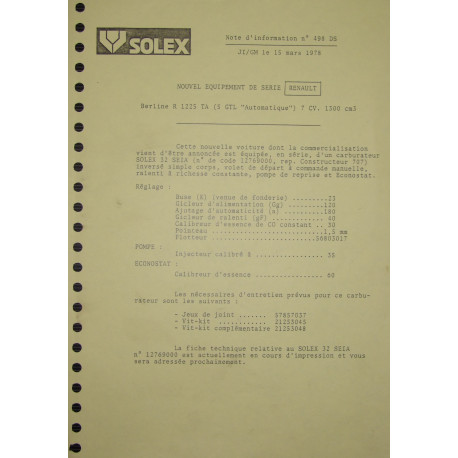 SOLEX
Note d'information n° 498 DB
JI/GM le 15 mars 1978
NOUVEL EQUIPEMENT DE SERIE RENAULT
Berline R 1225 TA (5 GTL "Automatique") 7 CV. 1300 cm3
Cette nouvelle voiture dont la commercialisation
vient d'être annoncée est équipée, en série, d'un carburateur
SOLEX 32 SEIA (n° de code 12769000, rep. Constructeur 707)
inversé simple corps, volet de départ à commande manuelle,
ralenti à richesse constante, pompe de reprise et Econostat.
Réglage :
Buse (K) (venue de fonderie) 23
Gicleur d'alimentation (Gg) 120
Ajutage d'automaticité (a) 180
Gicleur de ralenti (gF) 40
Calibreur d'essence de CO constant .. 30
Pointeau 1,5 mm
Flotteur 56803017
POMPE :
Injecteur calibré à 35
ECONOSTAT :
Calibreur d'essence 60
Les nécessaires d'entretien prévus pour ce carbu-
rateur sont les suivants :
- Jeux de joint ....... 57857037
- Vit-kit ............ 21253045
- Vit-kit complémentaire 21253048
La fiche technique relative au SOLEX 32 SEIA
n° 12769000 est actuellement en cours d'impression et vous
sera adressée prochainement.